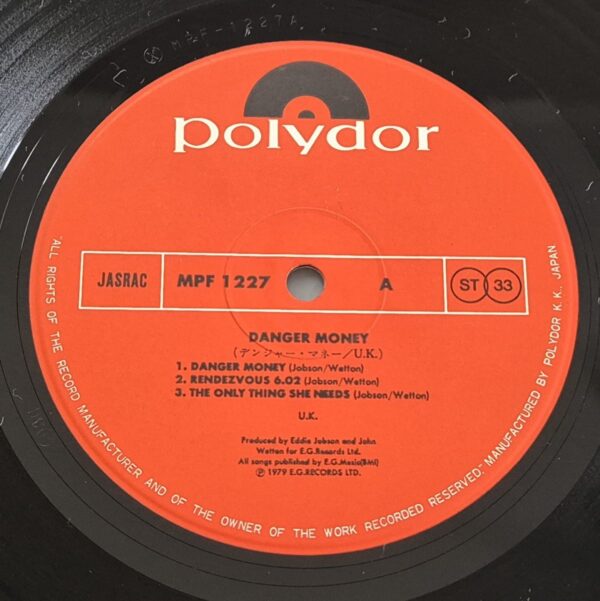 MPF-1227A
polydor
JASRAC MPF 1227 A ST 33
DANGER MONEY
(デンジャー・マネー/U.K.)
1. DANGER MONEY (Jobson/Wetton)
2. RENDEZVOUS 6.02 (Jobson/Wetton)
3. THE ONLY THING SHE NEEDS (Jobson/Wetton)
U.K.
Produced by Eddie Jobson and John
Wetton for E.G.Records Ltd.
All songs published by E.G.Music(BMI)
Ⓟ 1979 E.G.RECORDS LTD.
"ALL RIGHTS OF THE RECORD MANUFACTURER AND OF THE OWNER OF THE WORK RECORDED RESERVED." MANUFACTURED BY POLYDOR K.K., JAPAN